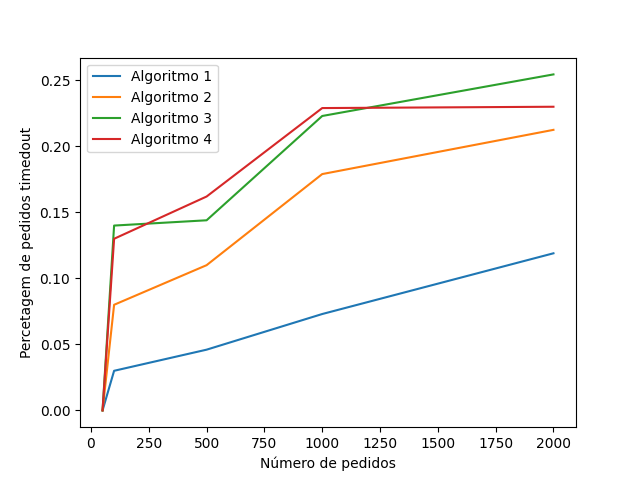 Algoritmo 1
Algoritmo 2
Algoritmo 3
Algoritmo 4
Percetagem de pedidos timedout
0.25
0.20
0.15
0.10
0.05
0.00
0 250 500 750 1000 1250 1500 1750 2000
Número de pedidos